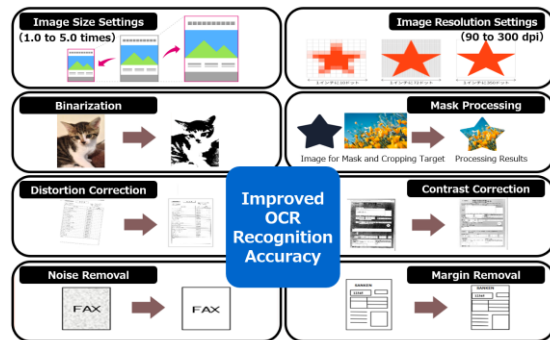 Image Size Settings
(1.0 to 5.0 times)
Image Resolution Settings
(90 to 300 dpi)
Binarization
Mask Processing
Image for Mask and Cropping Target
Processing Results
Distortion Correction
Contrast Correction
Improved
OCR
Recognition
Accuracy
Noise Removal
FAX
FAX
Margin Removal